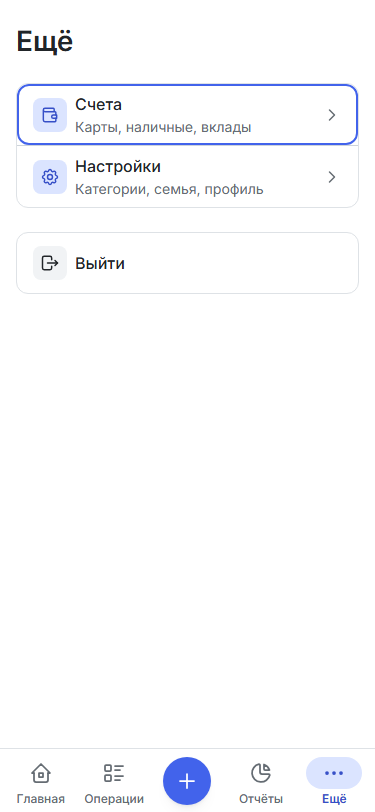 Ещё
Счета
Карты, наличные, вклады
Настройки
Категории, семья, профиль
Выйти
Главная
Операции
Отчёты
Ещё